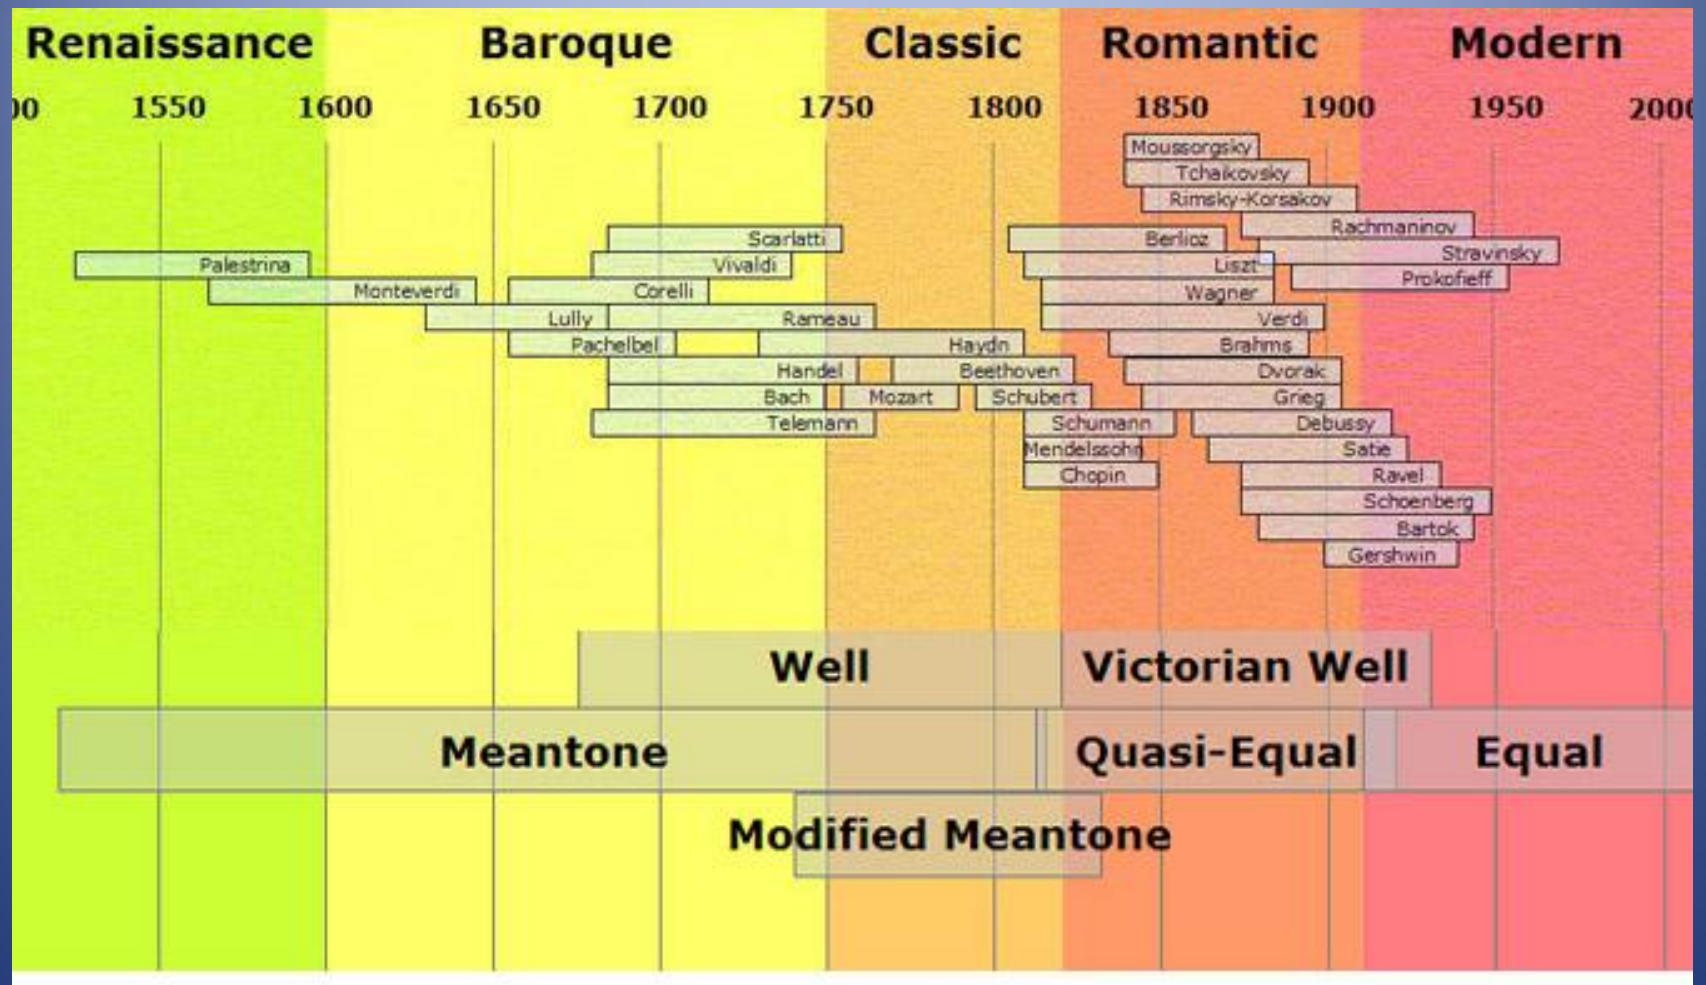 Renaissance Baroque Classic Romantic Modern
00 1550 1600 1650 1700 1750 1800 1850 1900 1950 2000
Moussorgsky
Tchaikovsky
Rimsky-Korsakov
Rachmaninov
Scarlatti Berlioz
Stravinsky
Palestrina Vivaldi Liszt
Prokofieff
Monteverdi Corelli Wagner
Lully Rameau Verdi
Pachelbel Haydn Brahms
Handel Beethoven Dvorak
Bach Mozart Schubert Grieg
Telemann Schumann Debussy
Mendelssohn Satie
Chopin Ravel
Schoenberg
Bartok
Gershwin
Well Victorian Well
Meantone Quasi-Equal Equal
Modified Meantone